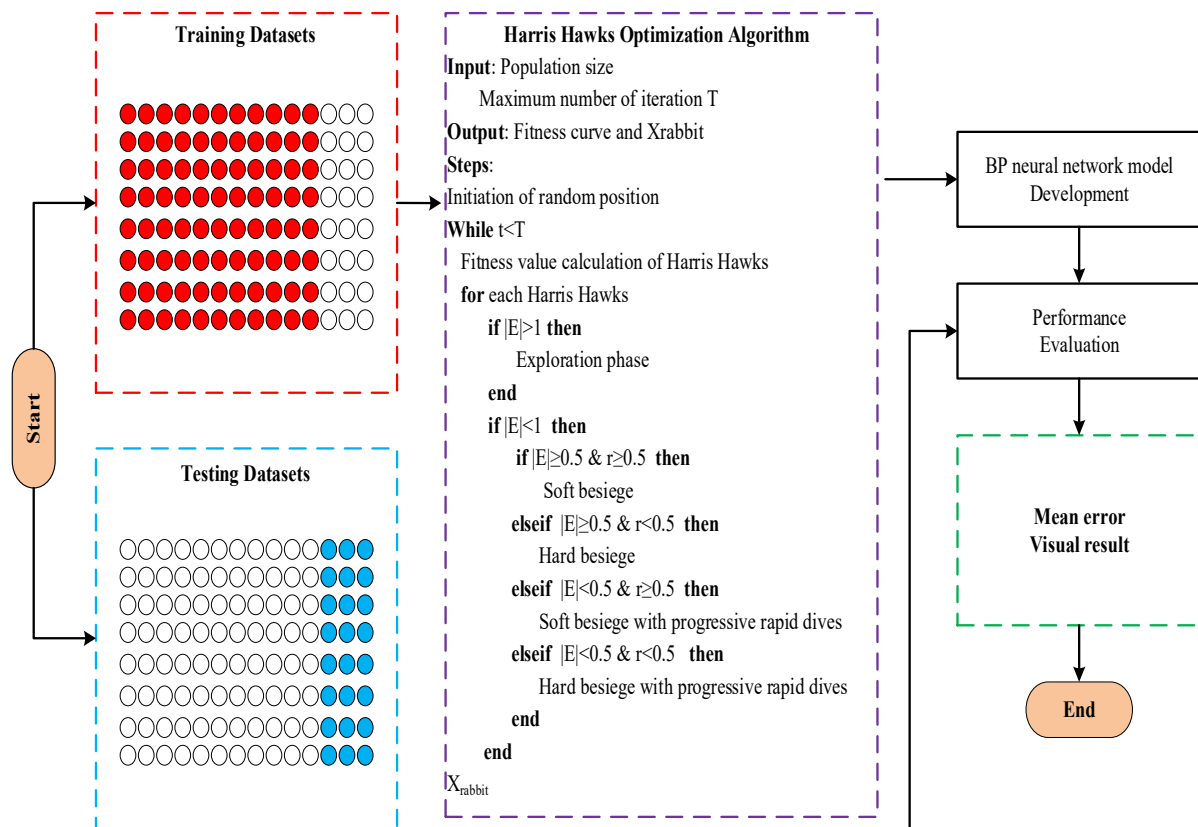 Start
Training Datasets
Testing Datasets
Harris Hawks Optimization Algorithm
Input: Population size
Maximum number of iteration T
Output: Fitness curve and Xrabbit
Steps:
Initiation of random position
While t<T
Fitness value calculation of Harris Hawks
for each Harris Hawks
if |E|>1 then
Exploration phase
end
if |E|<1 then
if |E|≥0.5 & r≥0.5 then
Soft besiege
elseif |E|≥0.5 & r<0.5 then
Hard besiege
elseif |E|<0.5 & r≥0.5 then
Soft besiege with progressive rapid dives
elseif |E|<0.5 & r<0.5 then
Hard besiege with progressive rapid dives
end
end
Xrabbit
BP neural network model
Development
Performance
Evaluation
Mean error
Visual result
End